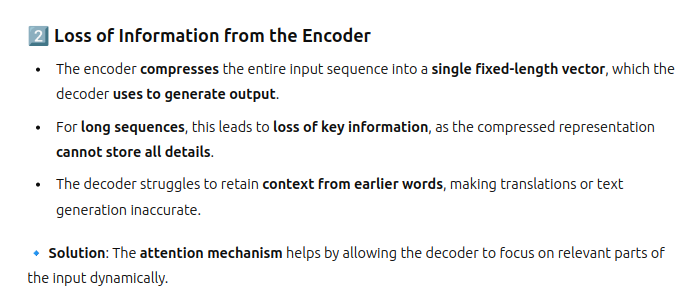 2️⃣ Loss of Information from the Encoder
• The encoder compresses the entire input sequence into a single fixed-length vector, which the
decoder uses to generate output.
• For long sequences, this leads to loss of key information, as the compressed representation
cannot store all details.
• The decoder struggles to retain context from earlier words, making translations or text
generation inaccurate.
🔹 Solution: The attention mechanism helps by allowing the decoder to focus on relevant parts of
the input dynamically.